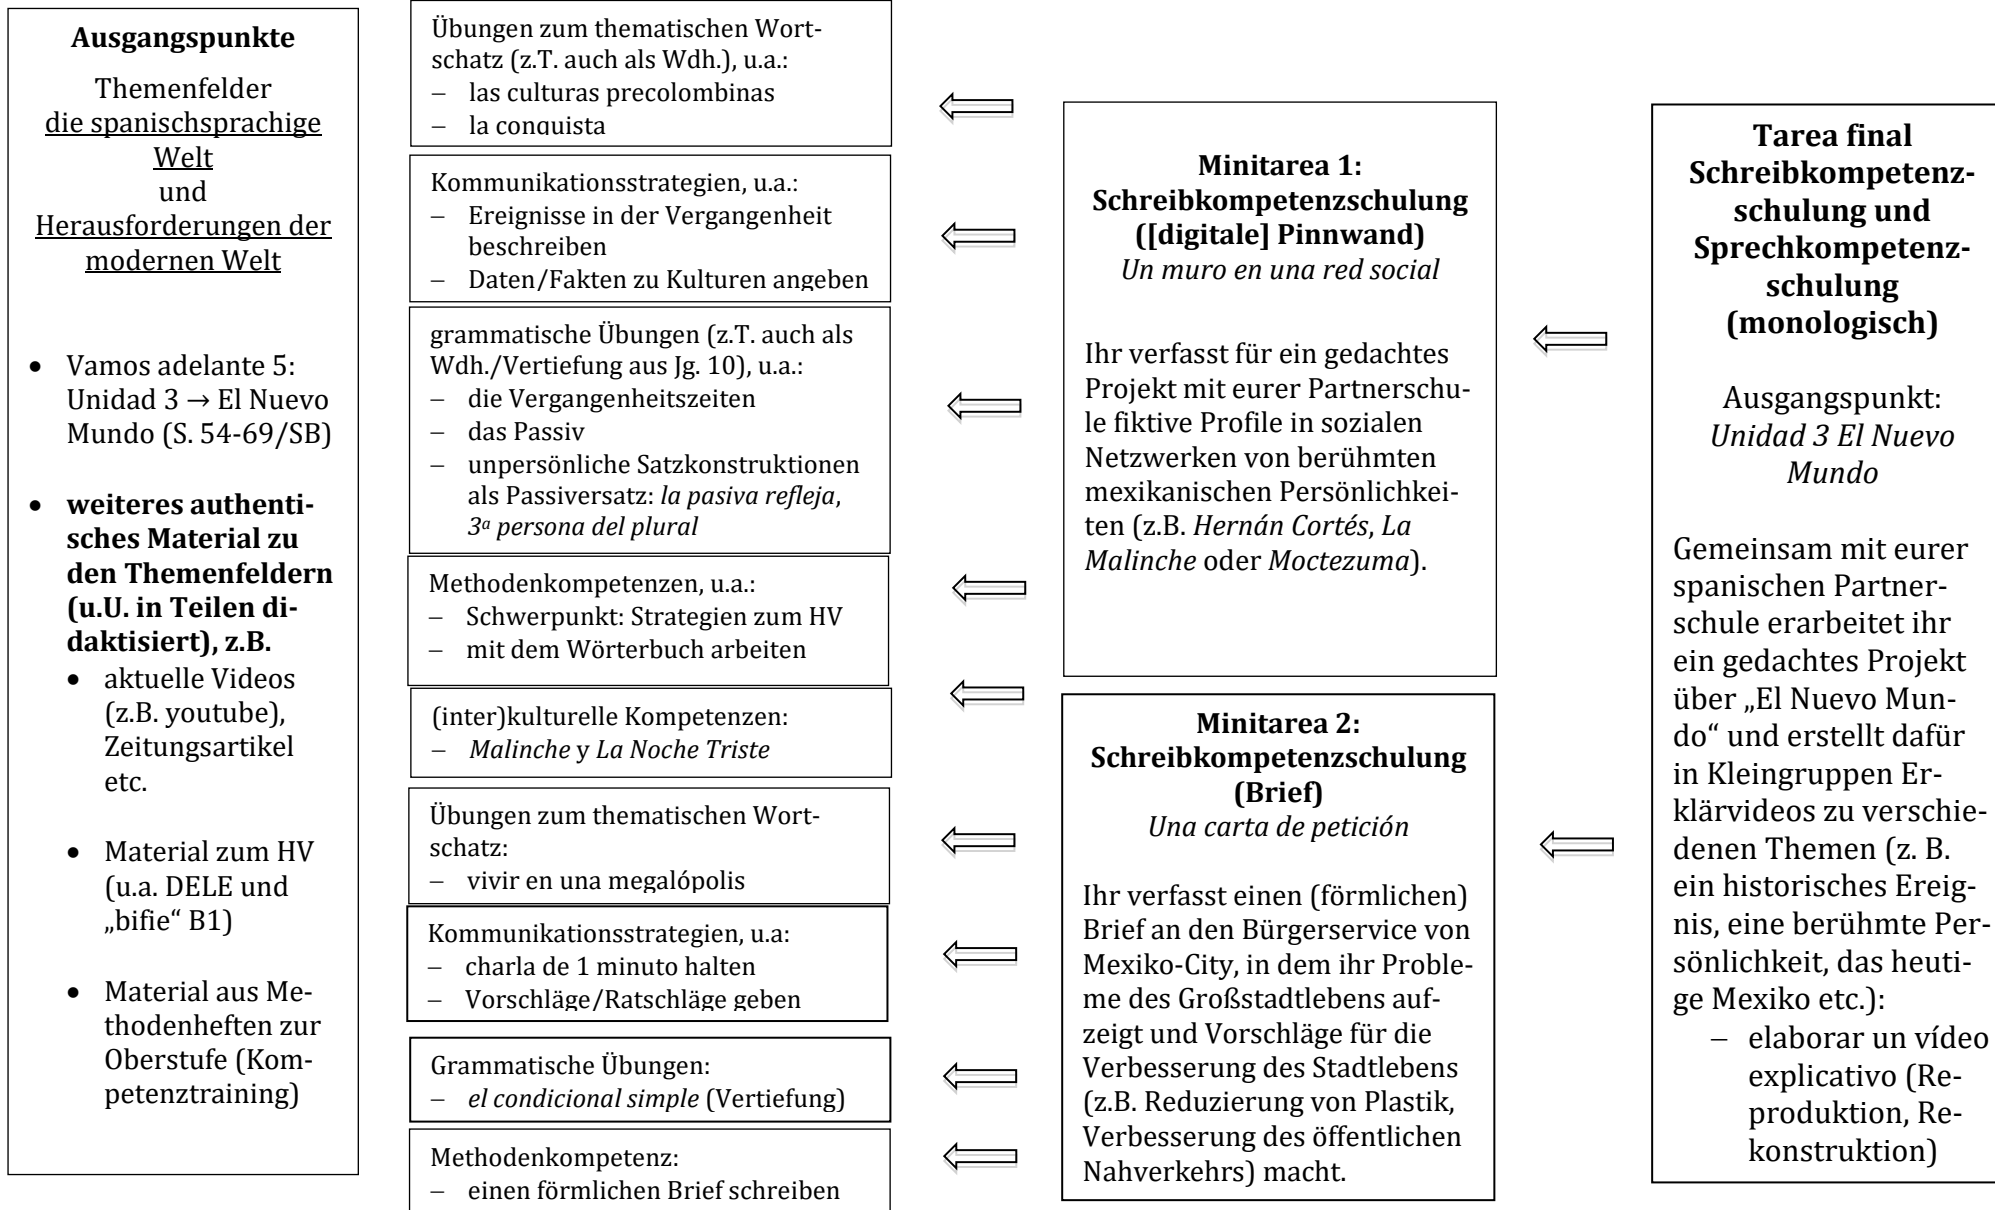 Ausgangspunkte
Themenfelder
die spanischsprachige
Welt
und
Herausforderungen der
modernen Welt
• Vamos adelante 5:
Unidad 3 → El Nuevo
Mundo (S. 54-69/SB)
• weiteres authenti-
sches Material zu
den Themenfeldern
(u.U. in Teilen di-
daktisiert), z.B.
• aktuelle Videos
(z.B. youtube),
Zeitungsartikel
etc.
• Material zum HV
(u.a. DELE und
„bifie“ B1)
• Material aus Me-
thodenheften zur
Oberstufe (Kom-
petenztraining)
Übungen zum thematischen Wort-
schatz (z.T. auch als Wdh.), u.a.:
– las culturas precolombinas
– la conquista
Kommunikationsstrategien, u.a.:
– Ereignisse in der Vergangenheit
beschreiben
– Daten/Fakten zu Kulturen angeben
grammatische Übungen (z.T. auch als
Wdh./Vertiefung aus Jg. 10), u.a.:
– die Vergangenheitszeiten
– das Passiv
– unpersönliche Satzkonstruktionen
als Passiversatz: la pasiva refleja,
3ª persona del plural
Methodenkompetenzen, u.a.:
– Schwerpunkt: Strategien zum HV
– mit dem Wörterbuch arbeiten
(inter)kulturelle Kompetenzen:
– Malinche y La Noche Triste
Übungen zum thematischen Wort-
schatz:
– vivir en una megalópolis
Kommunikationsstrategien, u.a:
– charla de 1 minuto halten
– Vorschläge/Ratschläge geben
Grammatische Übungen:
– el condicional simple (Vertiefung)
Methodenkompetenz:
– einen förmlichen Brief schreiben
Minitarea 1:
Schreibkompetenzschulung
([digitale] Pinnwand)
Un muro en una red social
Ihr verfasst für ein gedachtes
Projekt mit eurer Partnerschu-
le fiktive Profile in sozialen
Netzwerken von berühmten
mexikanischen Persönlichkei-
ten (z.B. Hernán Cortés, La
Malinche oder Moctezuma).
Minitarea 2:
Schreibkompetenzschulung
(Brief)
Una carta de petición
Ihr verfasst einen (förmlichen)
Brief an den Bürgerservice von
Mexiko-City, in dem ihr Proble-
me des Großstadtlebens auf-
zeigt und Vorschläge für die
Verbesserung des Stadtlebens
(z.B. Reduzierung von Plastik,
Verbesserung des öffentlichen
Nahverkehrs) macht.
Tarea final
Schreibkompetenz-
schulung und
Sprechkompetenz-
schulung
(monologisch)
Ausgangspunkt:
Unidad 3 El Nuevo
Mundo
Gemeinsam mit eurer
spanischen Partner-
schule erarbeitet ihr
ein gedachtes Projekt
über „El Nuevo Mun-
do“ und erstellt dafür
in Kleingruppen Er-
klärvideos zu verschie-
denen Themen (z. B.
ein historisches Ereig-
nis, eine berühmte Per-
sönlichkeit, das heuti-
ge Mexiko etc.):
– elaborar un vídeo
explicativo (Re-
produktion, Re-
konstruktion)